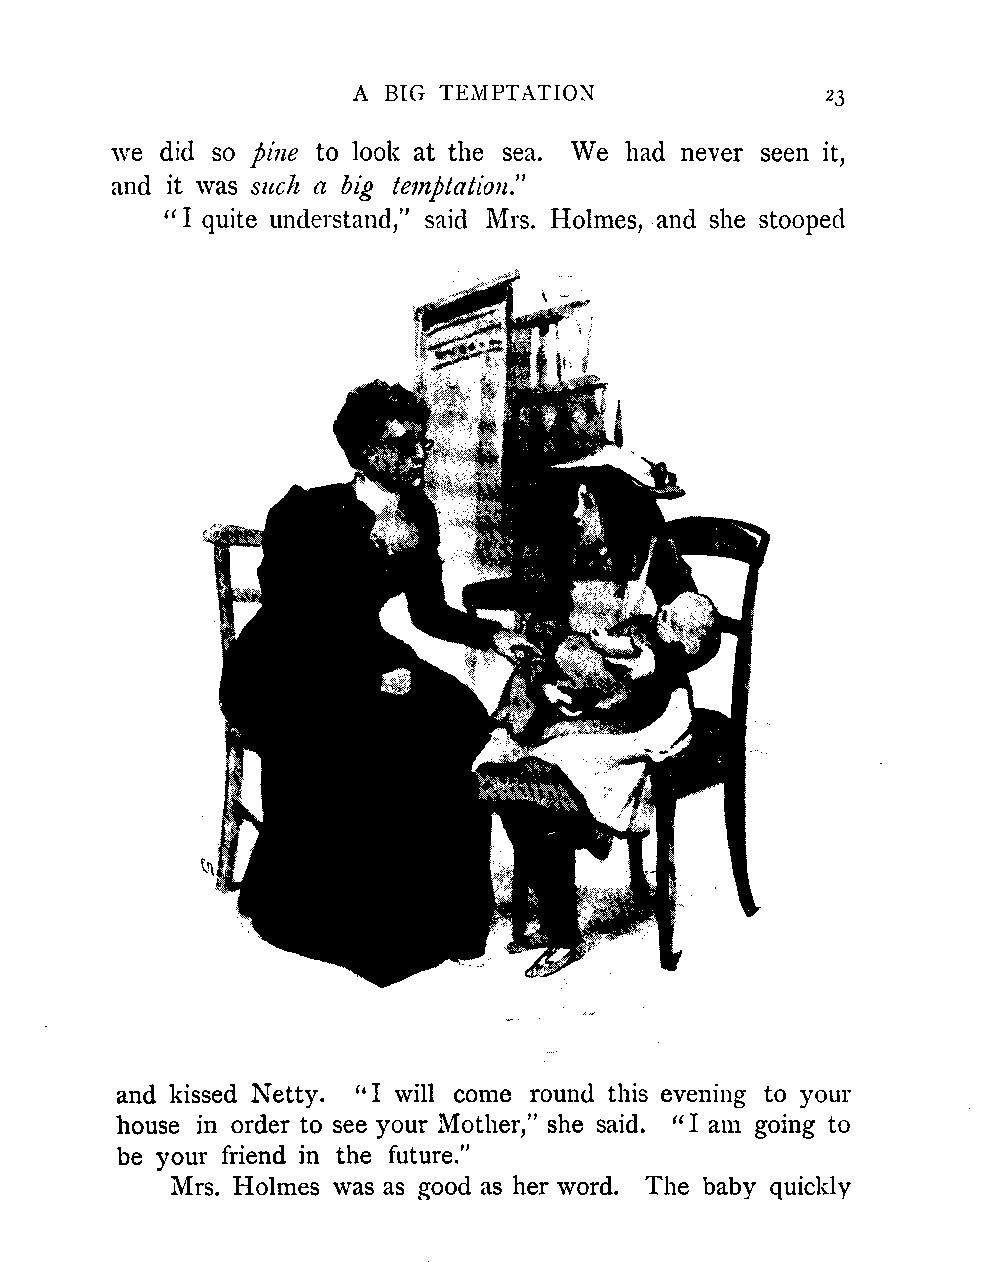 A BIG TEMPTATION 23
we did so pine to look at the sea. We had never seen it,
and it was such a big temptation."
"I quite understand," said Mrs. Holmes, and she stooped
and kissed Netty. "I will come round this evening to your
house in order to see your Mother," she said. "I am going to
be your friend in the future."
Mrs. Holmes was as good as her word. The baby quickly